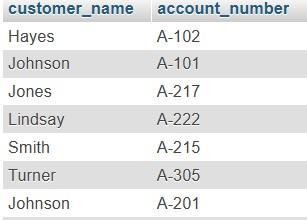 customer_name account_number
Hayes A-102
Johnson A-101
Jones A-217
Lindsay A-222
Smith A-215
Turner A-305
Johnson A-201